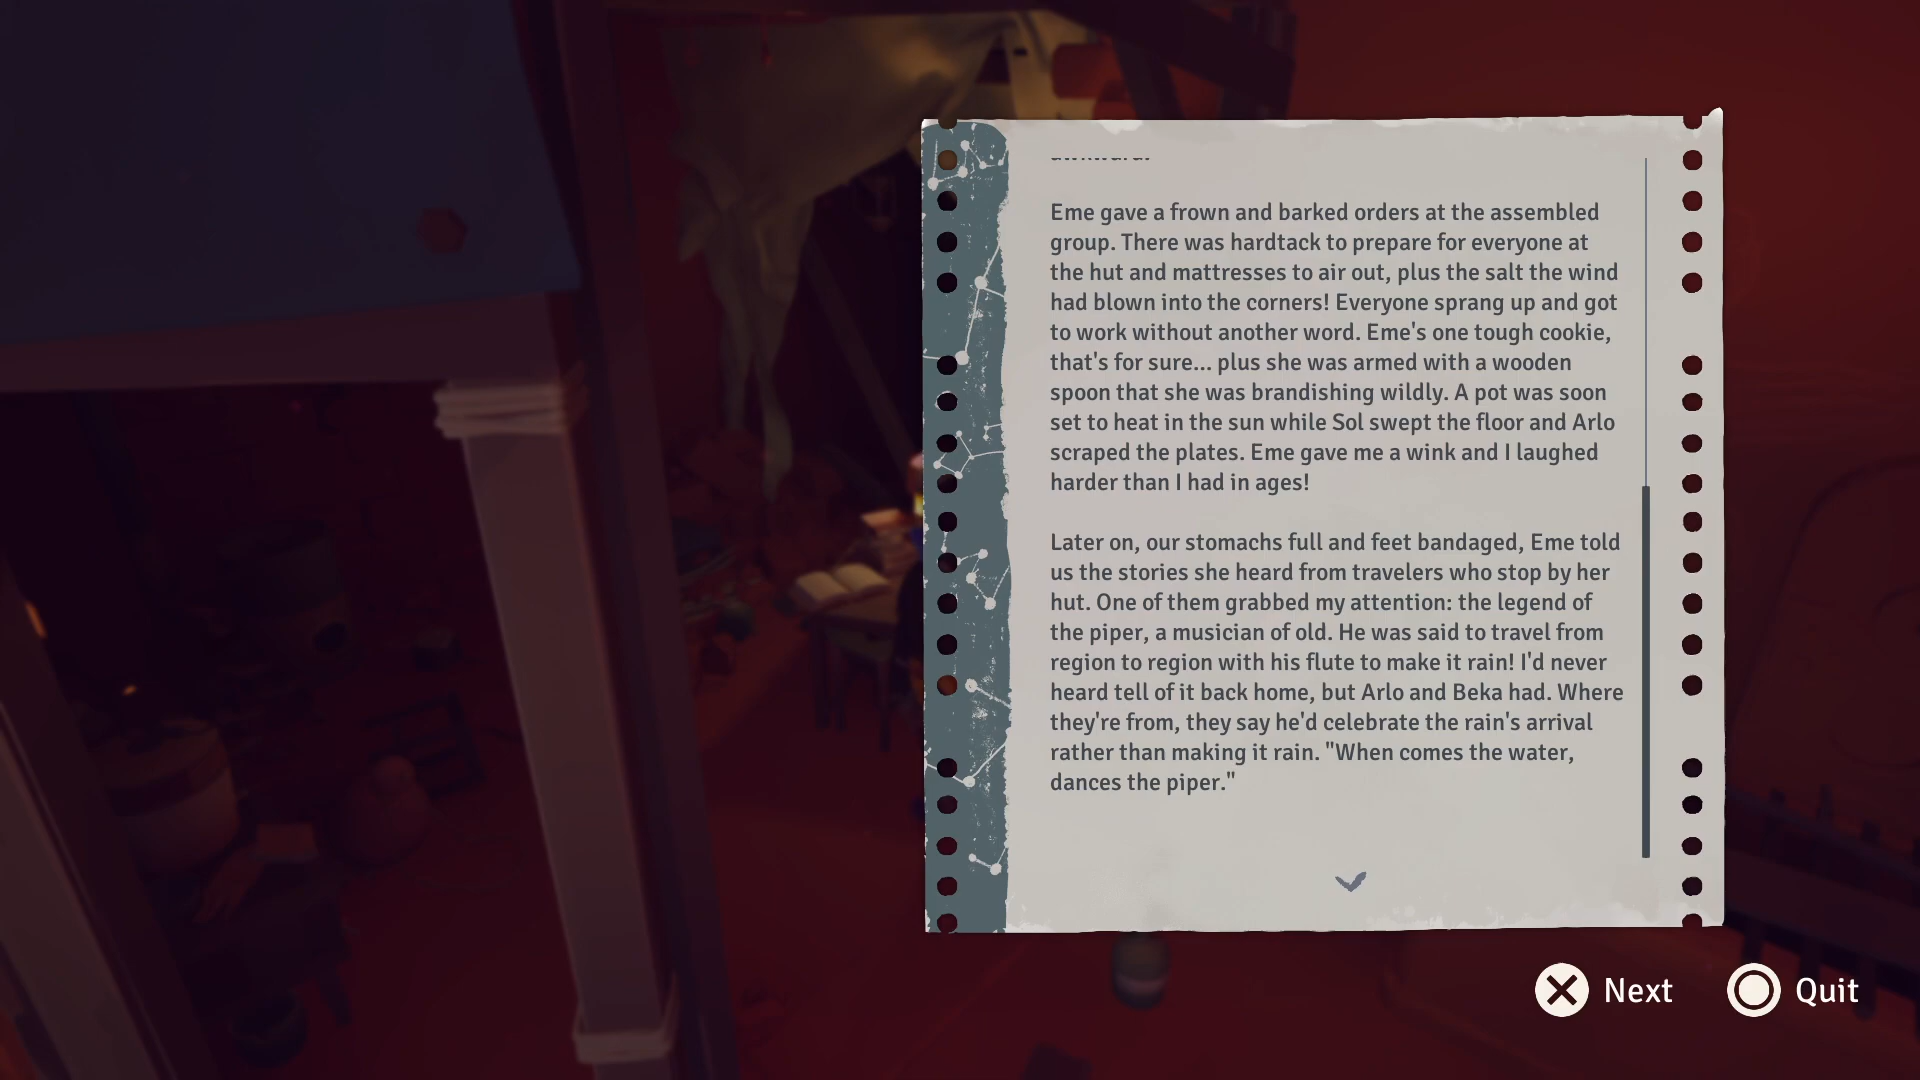 Eme gave a frown and barked orders at the assembled
group. There was hardtack to prepare for everyone at
the hut and mattresses to air out, plus the salt the wind
had blown into the corners! Everyone sprang up and got
to work without another word. Eme's one tough cookie,
that's for sure... plus she was armed with a wooden
spoon that she was brandishing wildly. A pot was soon
set to heat in the sun while Sol swept the floor and Arlo
scraped the plates. Eme gave me a wink and I laughed
harder than I had in ages!
Later on, our stomachs full and feet bandaged, Eme told
us the stories she heard from travelers who stop by her
hut. One of them grabbed my attention: the legend of
the piper, a musician of old. He was said to travel from
region to region with his flute to make it rain! I'd never
heard tell of it back home, but Arlo and Beka had. Where
they're from, they say he'd celebrate the rain's arrival
rather than making it rain. "When comes the water,
dances the piper."
Next
Quit